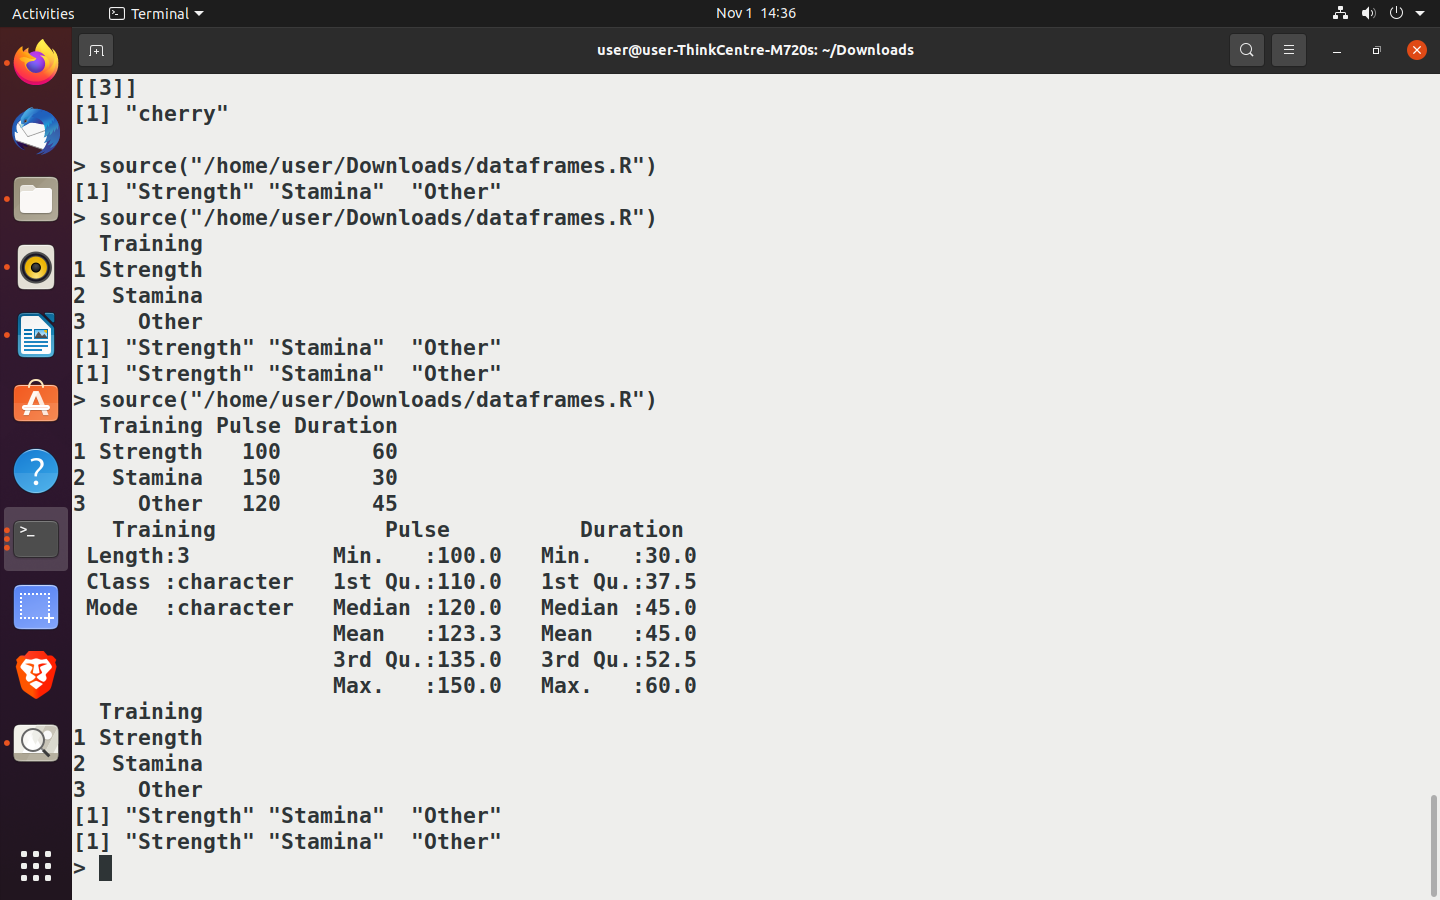 Activities Terminal Nov 1 14:36
user@user-ThinkCentre-M720s: ~/Downloads
[[3]]
[1] "cherry"
> source("/home/user/Downloads/dataframes.R")
[1] "Strength" "Stamina"  "Other"
> source("/home/user/Downloads/dataframes.R")
  Training
1 Strength
2  Stamina
3    Other
[1] "Strength" "Stamina"  "Other"
[1] "Strength" "Stamina"  "Other"
> source("/home/user/Downloads/dataframes.R")
  Training Pulse Duration
1 Strength   100       60
2  Stamina   150       30
3    Other   120       45
   Training             Pulse          Duration
 Length:3           Min.   :100.0   Min.   :30.0
 Class :character   1st Qu.:110.0   1st Qu.:37.5
 Mode  :character   Median :120.0   Median :45.0
                    Mean   :123.3   Mean   :45.0
                    3rd Qu.:135.0   3rd Qu.:52.5
                    Max.   :150.0   Max.   :60.0
  Training
1 Strength
2  Stamina
3    Other
[1] "Strength" "Stamina"  "Other"
[1] "Strength" "Stamina"  "Other"
>